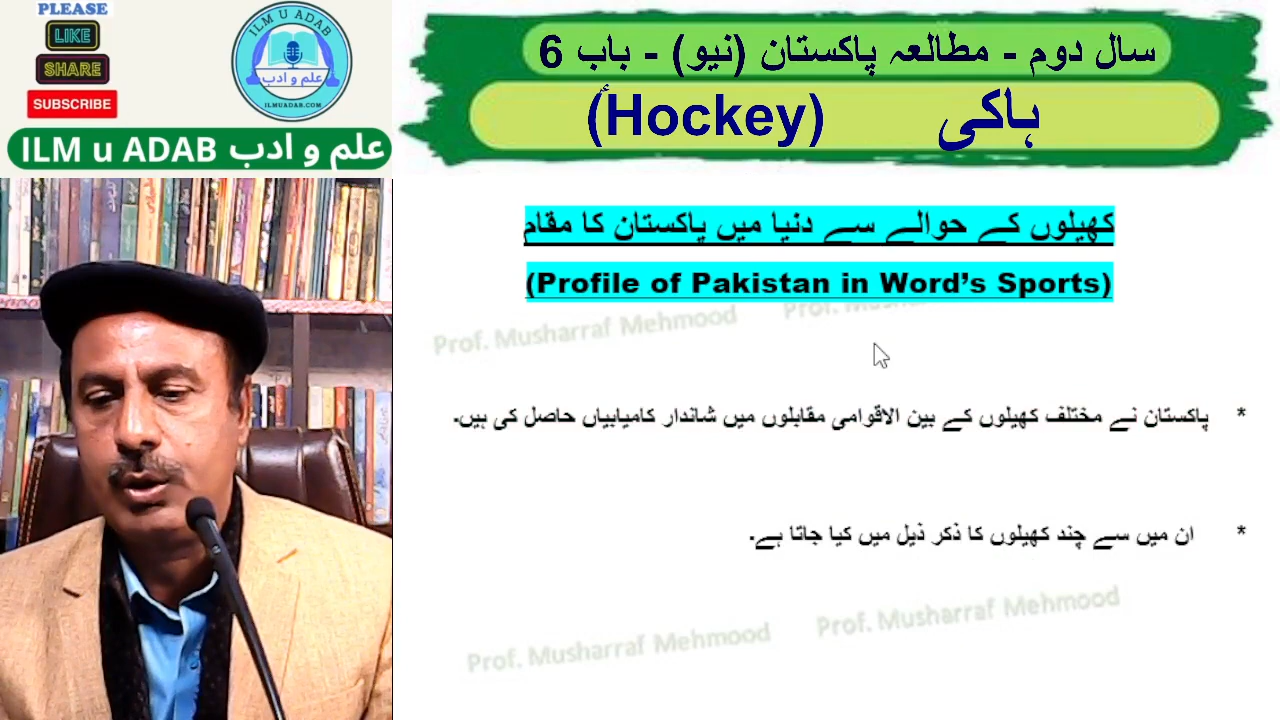 PLEASE
LIKE
SHARE
SUBSCRIBE
ILM U ADAB
علم و ادب
ILMUADAB.COM
ILM u ADAB علم و ادب
سال دوم - مطالعہ پاکستان (نیو) - باب 6
ہاکی (Hockey)
کھیلوں کے حوالے سے دنیا میں پاکستان کا مقام
(Profile of Pakistan in Word's Sports)
Prof. Musharraf Mehmood
* پاکستان نے مختلف کھیلوں کے بین الاقوامی مقابلوں میں شاندار کامیابیاں حاصل کی ہیں۔
* ان میں سے چند کھیلوں کا ذکر ذیل میں کیا جاتا ہے۔
Prof. Musharraf Mehmood Prof. Musharraf Mehmood